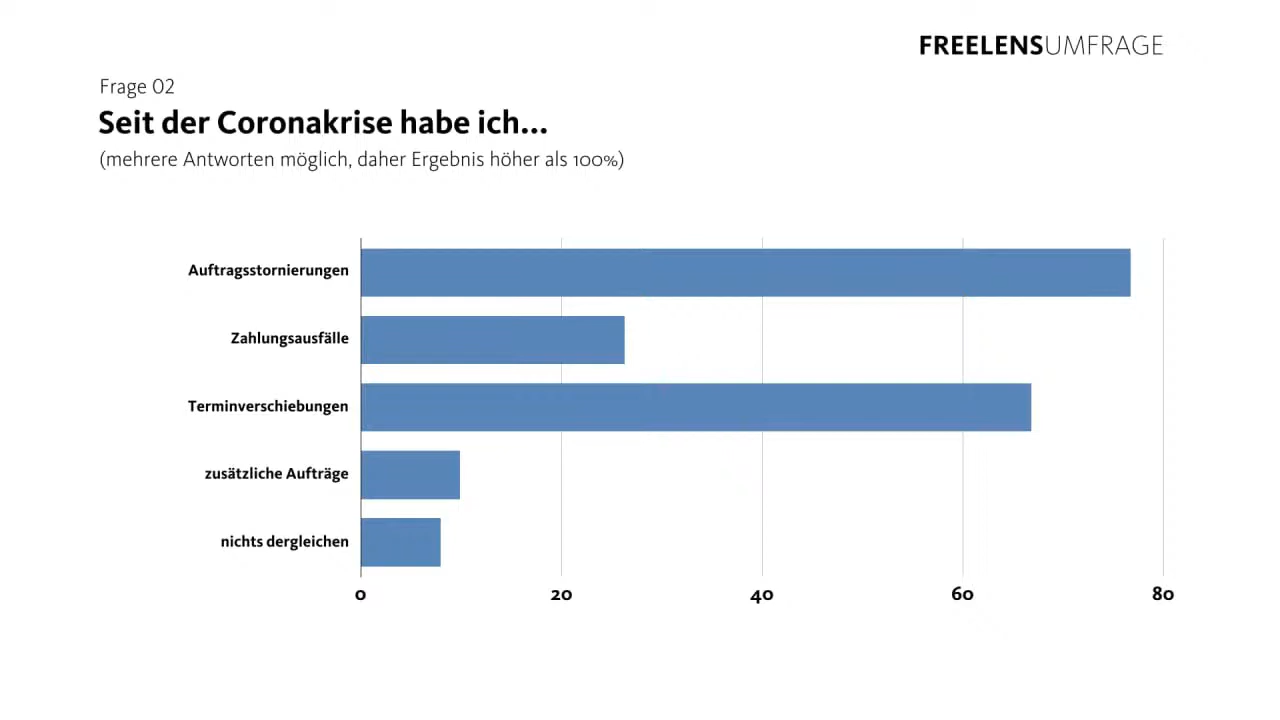 FREELENSUMFRAGE
Frage 02
Seit der Coronakrise habe ich...
(mehrere Antworten möglich, daher Ergebnis höher als 100%)
Auftragsstornierungen
Zahlungsausfälle
Terminverschiebungen
zusätzliche Aufträge
nichts dergleichen
0 20 40 60 80